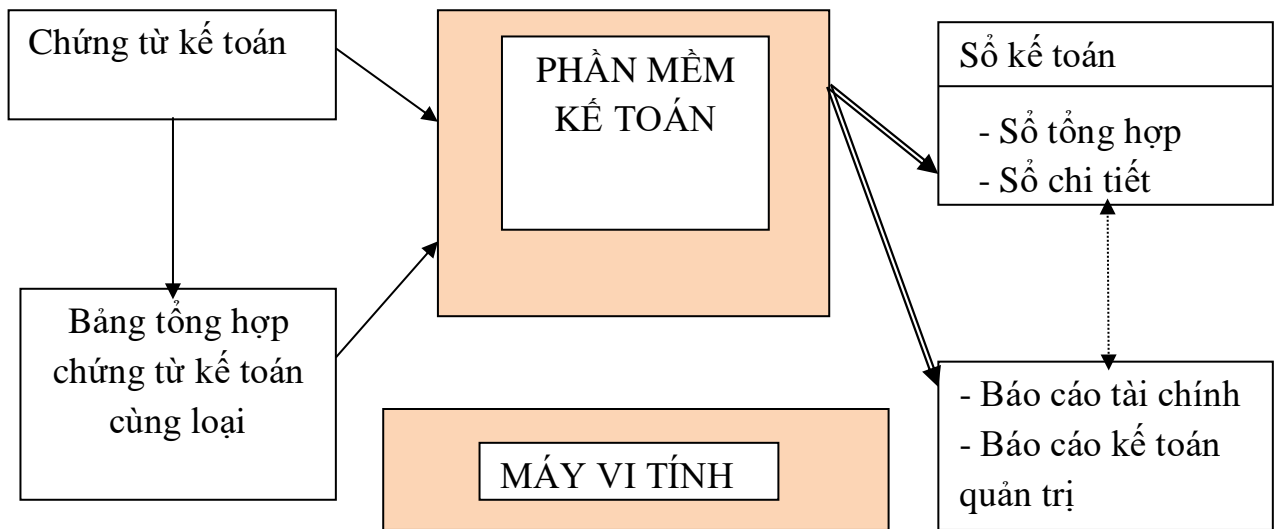 Chứng từ kế toán
Bảng tổng hợp
chứng từ kế toán
cùng loại
PHẦN MỀM
KẾ TOÁN
MÁY VI TÍNH
Sổ kế toán
- Sổ tổng hợp
- Sổ chi tiết
- Báo cáo tài chính
- Báo cáo kế toán
quản trị